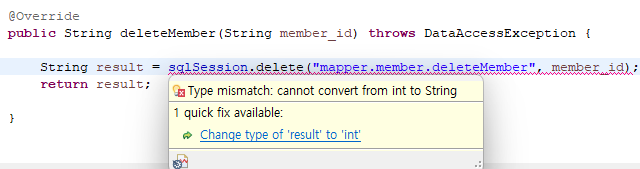 @Override
public String deleteMember(String member_id) throws DataAccessException {
String result = sqlSession.delete("mapper.member.deleteMember", member_id);
return result;
Type mismatch: cannot convert from int to String
1 quick fix available:
Change type of 'result' to 'int'
}